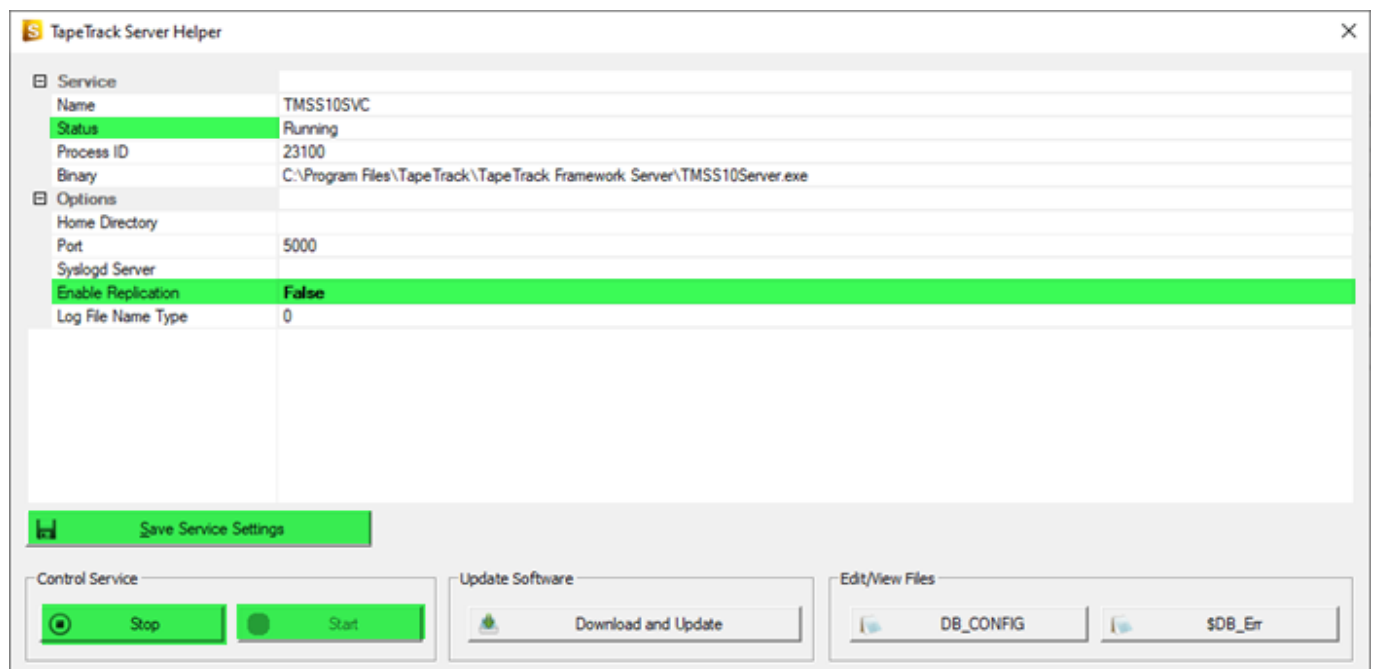 TapeTrack Server Helper
Service
Name TMSS10SVC
Status Running
Process ID 23100
Binary C:\Program Files\TapeTrack\TapeTrack Framework Server\TMSS10Server.exe
Options
Home Directory
Port 5000
Syslogd Server
Enable Replication False
Log File Name Type 0
Save Service Settings
Control Service Update Software Edit/View Files
Stop Start Download and Update DB_CONFIG $DB_Err